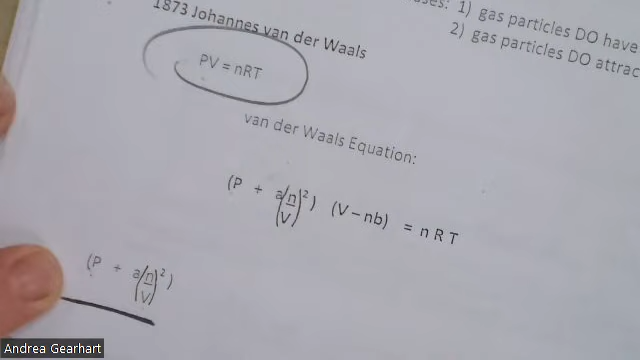 1873 Johannes van der Waals
1) gas particles DO have
2) gas particles DO attrac
PV = nRT
van der Waals Equation:
(P + a(n/V)²) (V – nb) = n R T
(P + a(n/V)²)
Andrea Gearhart